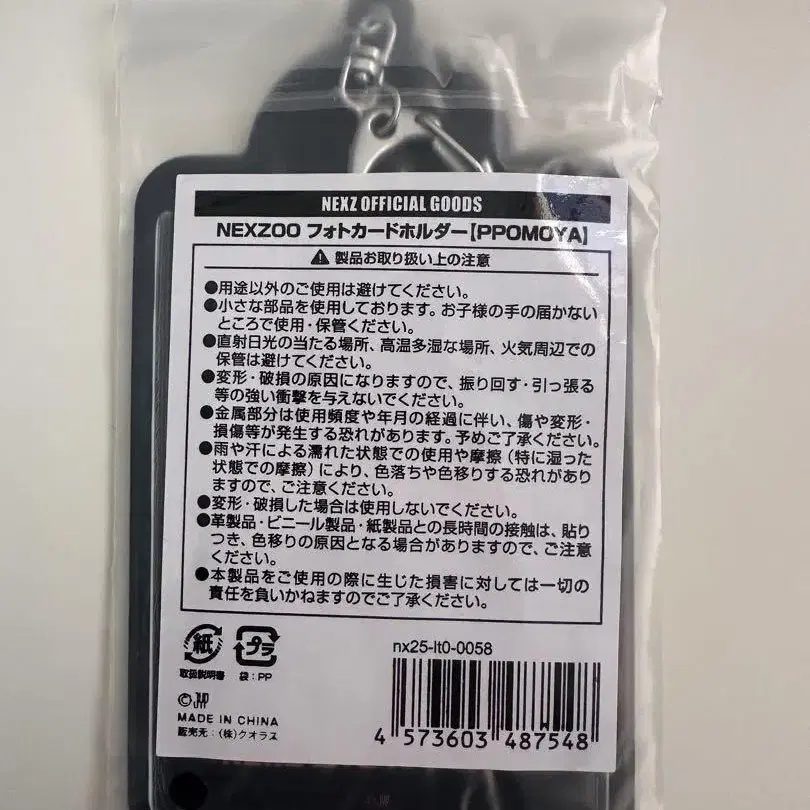 NEXZ OFFICIAL GOODS
NEXZOO フォトカードホルダー【PPOMOYA】
製品お取り扱い上の注意
●用途以外のご使用は避けてください。
●小さな部品を使用しております。お子様の手の届かない
ところで使用・保管ください。
●直射日光の当たる場所、高温多湿な場所、火気周辺での
保管は避けてください。
●変形・破損の原因になりますので、振り回す・引っ張る
等の強い衝撃を与えないでください。
●金属部分は使用頻度や年月の経過に伴い、傷や変形・
損傷等が発生する恐れがあります。予めご了承ください。
●雨や汗による濡れた状態での使用や摩擦（特に湿った
状態での摩擦）により、色落ちや色移りする恐れがあり
ますので、ご注意ください。
●変形・破損した場合は使用しないでください。
●革製品・ビニール製品・紙製品との長時間の接触は、貼り
つき、色移りの原因となる場合がありますので、ご注意
ください。
●本製品をご使用の際に生じた損害に対しては一切の
責任を負いかねますのでご了承ください。
紙 プラ
取扱説明書 袋：PP
nx25-lt0-0058
©
MADE IN CHINA
販売元：（株）クオラス
4 573603 487548